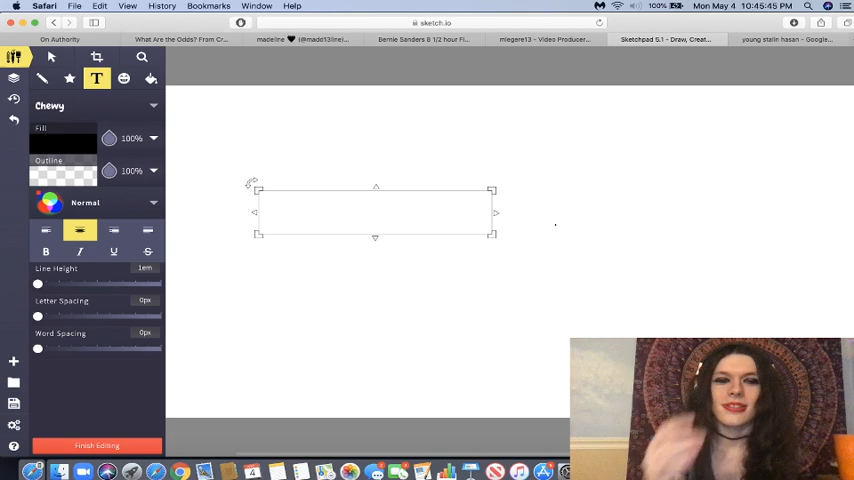 Safari File Edit View History Bookmarks Window Help 100% Mon May 4 10:45:45 PM
sketch.io
On Authority What Are the Odds? From Cr... madeline 🖤 (@madd13line)... Bernie Sanders 8 1/2 hour Fi... mlegere13 - Video Producer... Sketchpad 5.1 - Draw, Creat... young stalin hasan - Google...
T
Chewy
Fill
100%
Outline
100%
Normal
B I U S
Line Height 1em
Letter Spacing 0px
Word Spacing 0px
Finish Editing